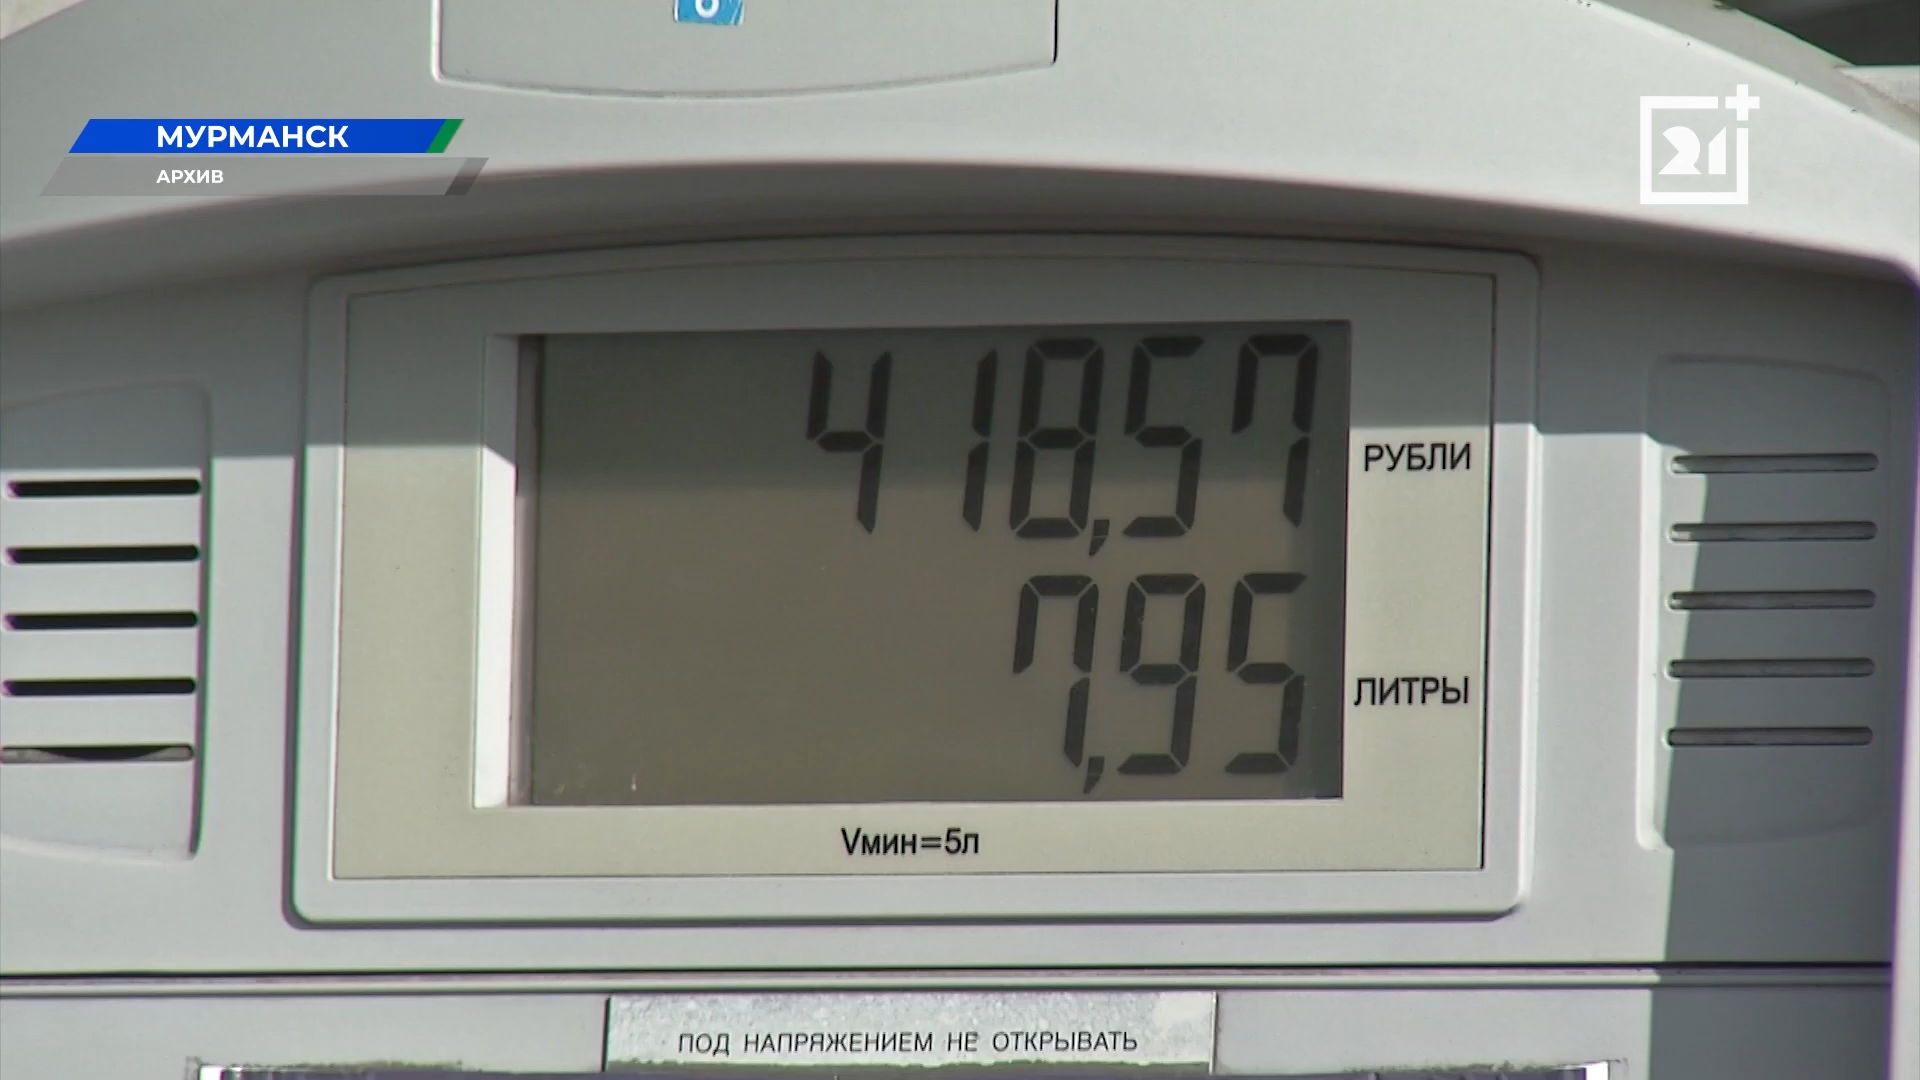 МУРМАНСК
АРХИВ
21+
418,57
РУБЛИ
7,95
ЛИТРЫ
Vмин=5л
ПОД НАПРЯЖЕНИЕМ НЕ ОТКРЫВАТЬ